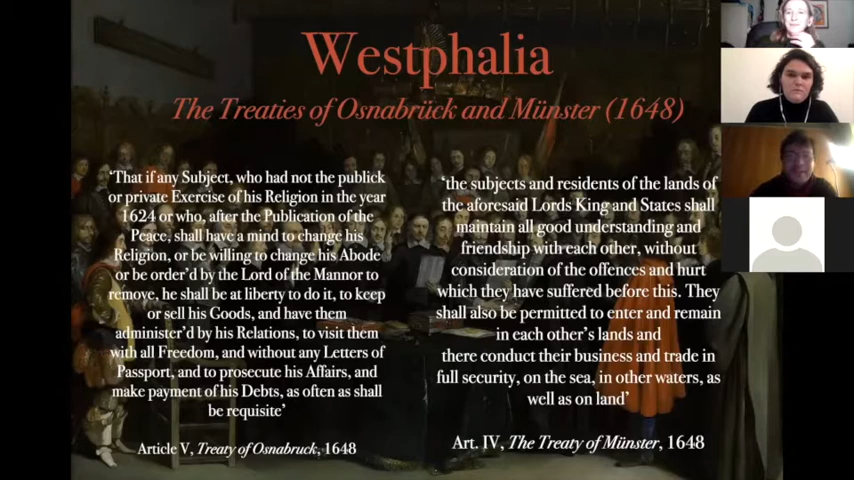 Westphalia
The Treaties of Osnabrück and Münster (1648)
‘That if any Subject, who had not the publick
or private Exercise of his Religion in the year
1624 or who, after the Publication of the
Peace, shall have a mind to change his
Religion, or be willing to change his Abode
or be order’d by the Lord of the Mannor to
remove, he shall be at liberty to do it, to keep
or sell his Goods, and have them
administer’d by his Relations, to visit them
with all Freedom, and without any Letters of
Passport, and to prosecute his Affairs, and
make payment of his Debts, as often as shall
be requisite’
Article V, Treaty of Osnabruck, 1648
‘the subjects and residents of the lands of
the aforesaid Lords King and States shall
maintain all good understanding and
friendship with each other, without
consideration of the offences and hurt
which they have suffered before this. They
shall also be permitted to enter and remain
in each other’s lands and
there conduct their business and trade in
full security, on the sea, in other waters, as
well as on land’
Art. IV, The Treaty of Münster, 1648